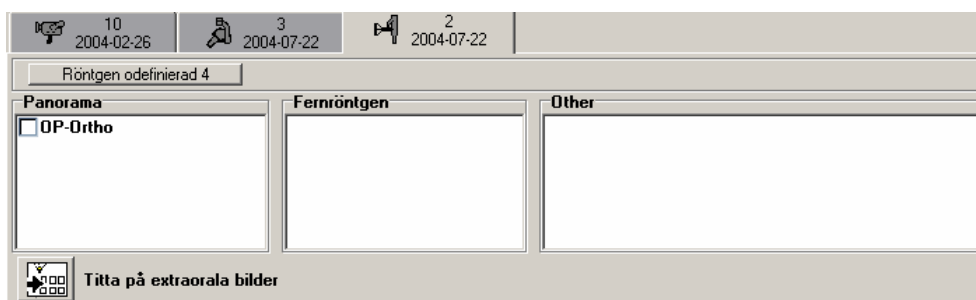 10
2004-02-26
3
2004-07-22
2
2004-07-22
Röntgen odefinierad 4
Panorama
Fernröntgen
Other
OP-Ortho
Titta på extraorala bilder